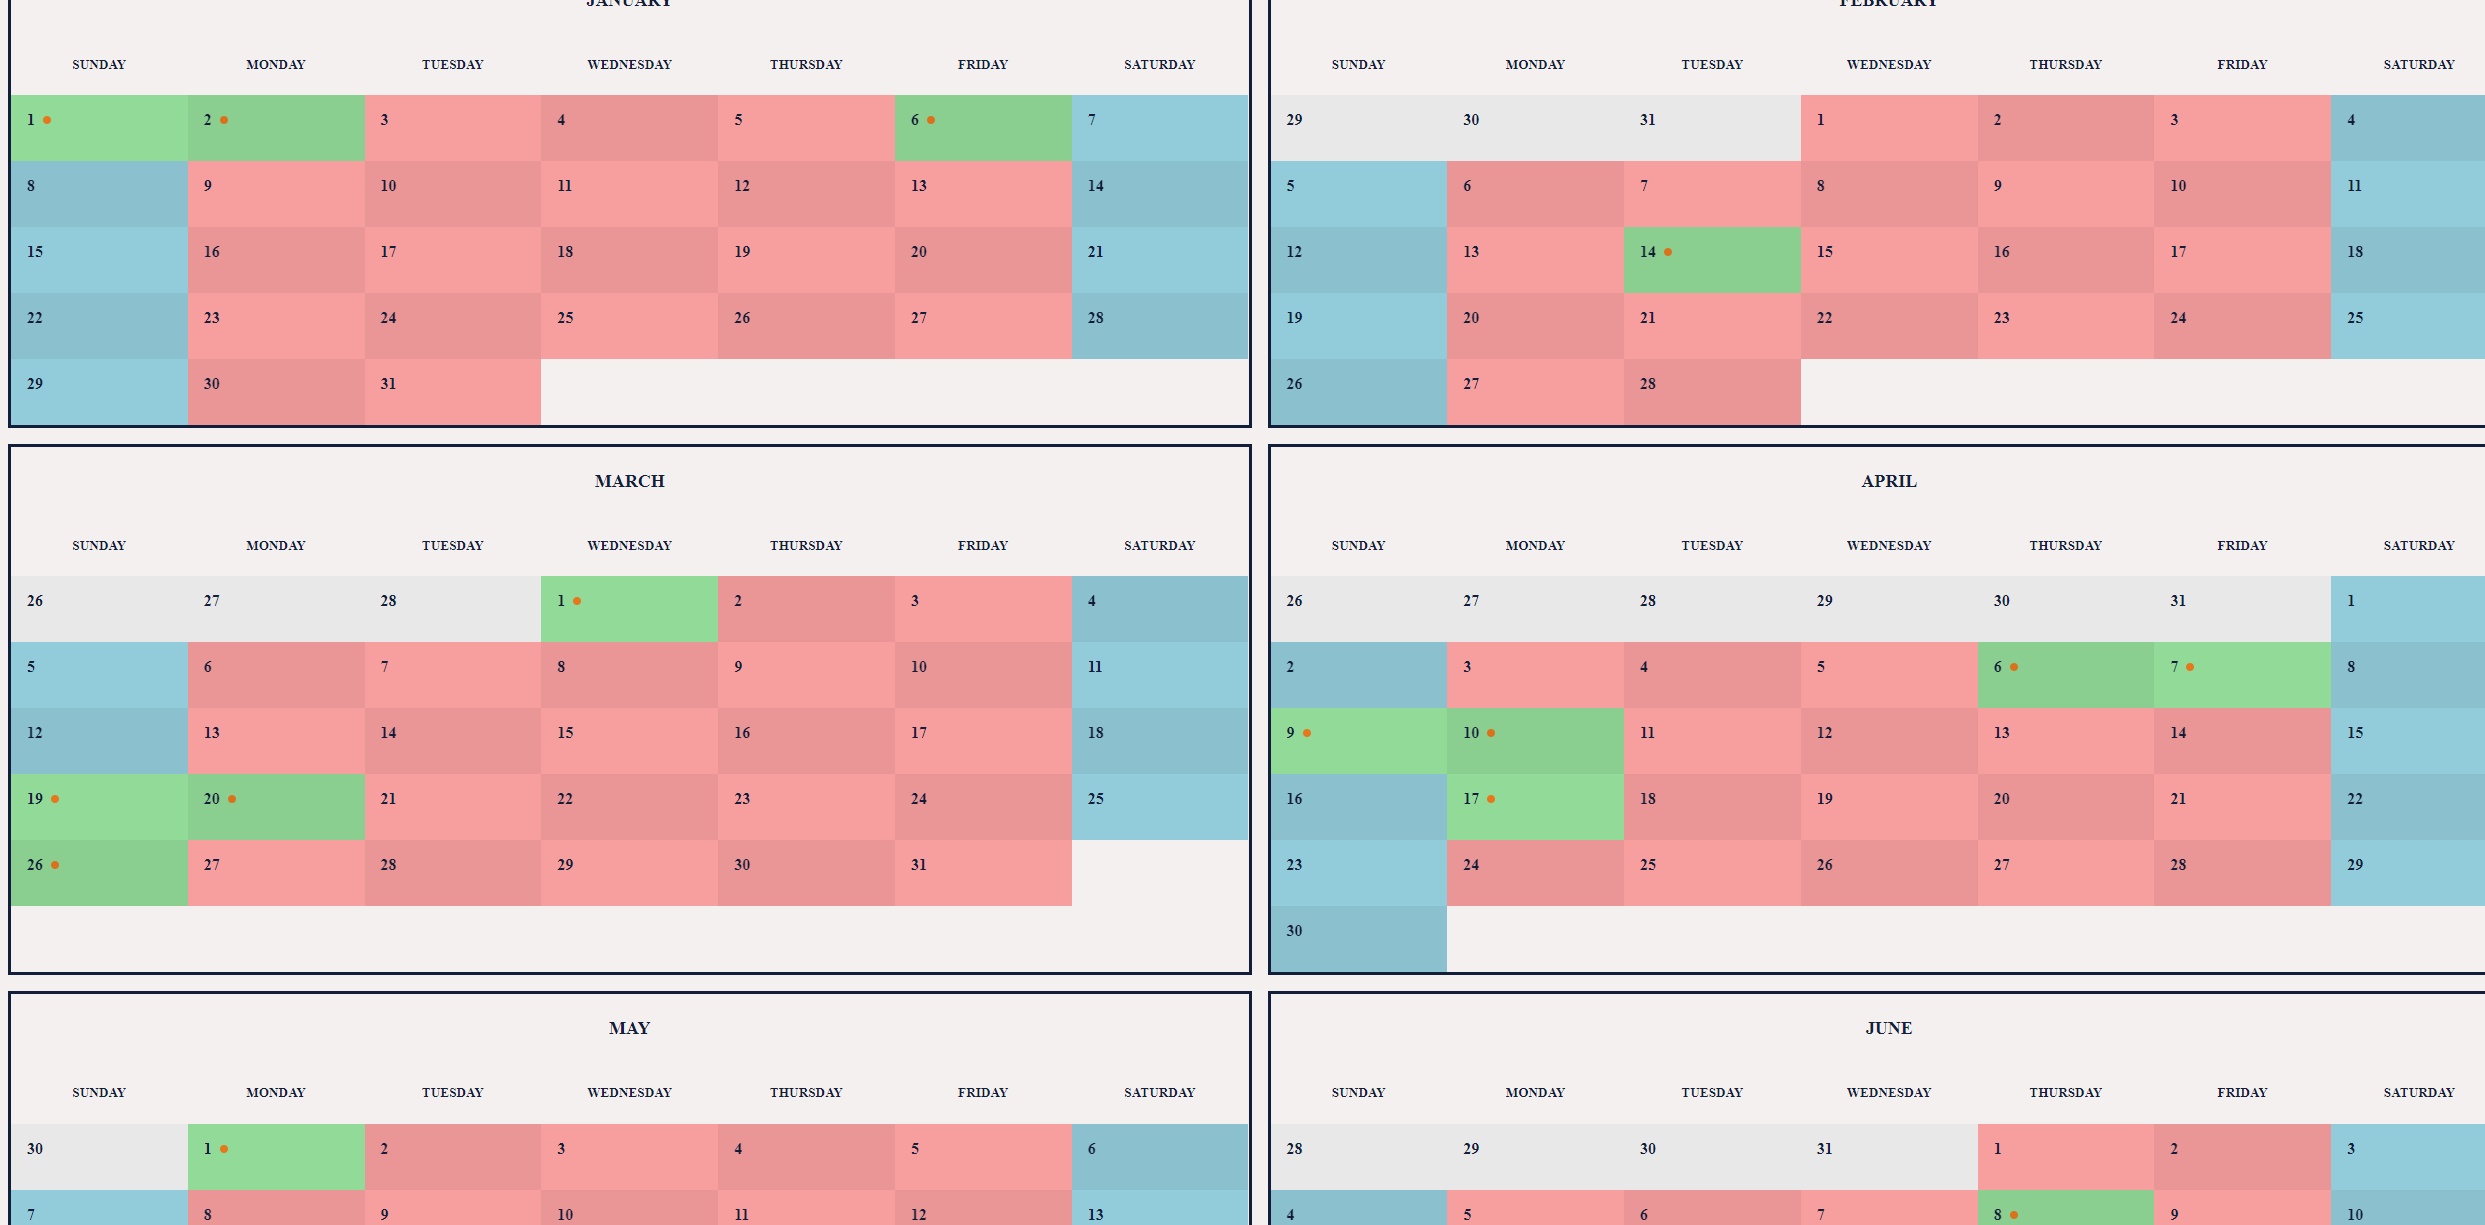 JANUARY
SUNDAY MONDAY TUESDAY WEDNESDAY THURSDAY FRIDAY SATURDAY
1 2 3 4 5 6 7
8 9 10 11 12 13 14
15 16 17 18 19 20 21
22 23 24 25 26 27 28
29 30 31
FEBRUARY
SUNDAY MONDAY TUESDAY WEDNESDAY THURSDAY FRIDAY SATURDAY
29 30 31 1 2 3 4
5 6 7 8 9 10 11
12 13 14 15 16 17 18
19 20 21 22 23 24 25
26 27 28
MARCH
SUNDAY MONDAY TUESDAY WEDNESDAY THURSDAY FRIDAY SATURDAY
26 27 28 1 2 3 4
5 6 7 8 9 10 11
12 13 14 15 16 17 18
19 20 21 22 23 24 25
26 27 28 29 30 31
APRIL
SUNDAY MONDAY TUESDAY WEDNESDAY THURSDAY FRIDAY SATURDAY
26 27 28 29 30 31 1
2 3 4 5 6 7 8
9 10 11 12 13 14 15
16 17 18 19 20 21 22
23 24 25 26 27 28 29
30
MAY
SUNDAY MONDAY TUESDAY WEDNESDAY THURSDAY FRIDAY SATURDAY
30 1 2 3 4 5 6
7 8 9 10 11 12 13
JUNE
SUNDAY MONDAY TUESDAY WEDNESDAY THURSDAY FRIDAY SATURDAY
28 29 30 31 1 2 3
4 5 6 7 8 9 10